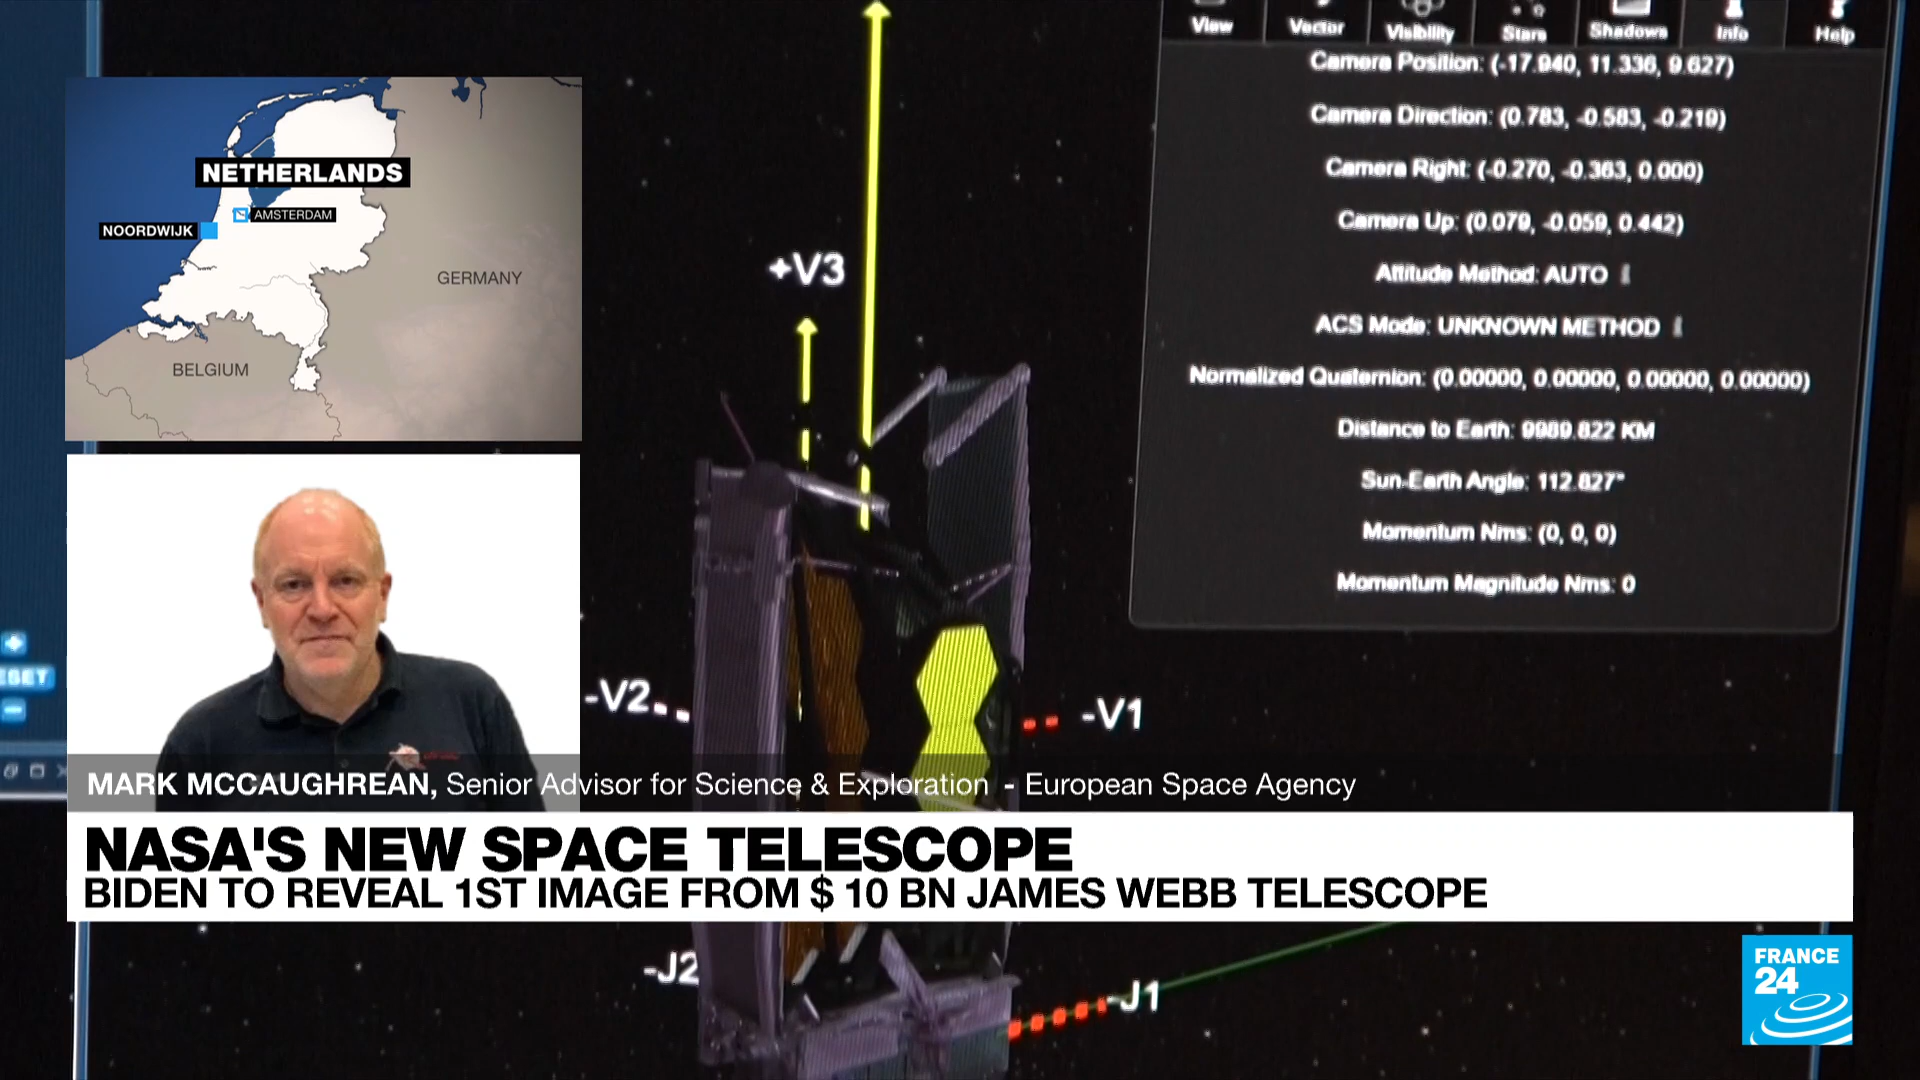 View Vector Visibility Stars Shadows Info Help
Camera Position: (-17.940, 11.336, 9.627)
Camera Direction: (0.783, -0.583, -0.219)
Camera Right: (-0.270, -0.363, 0.000)
Camera Up: (0.079, -0.059, 0.442)
Attitude Method: AUTO i
ACS Mode: UNKNOWN METHOD i
Normalized Quaternion: (0.00000, 0.00000, 0.00000, 0.00000)
Distance to Earth: 9989.822 KM
Sun-Earth Angle: 112.827°
Momentum Nms: (0, 0, 0)
Momentum Magnitude Nms: 0
NETHERLANDS
AMSTERDAM
NOORDWIJK
GERMANY
BELGIUM
+V3
-V2
-V1
MARK MCCAUGHREAN, Senior Advisor for Science & Exploration - European Space Agency
NASA'S NEW SPACE TELESCOPE
BIDEN TO REVEAL 1ST IMAGE FROM $ 10 BN JAMES WEBB TELESCOPE
-J2
-J1
FRANCE
24